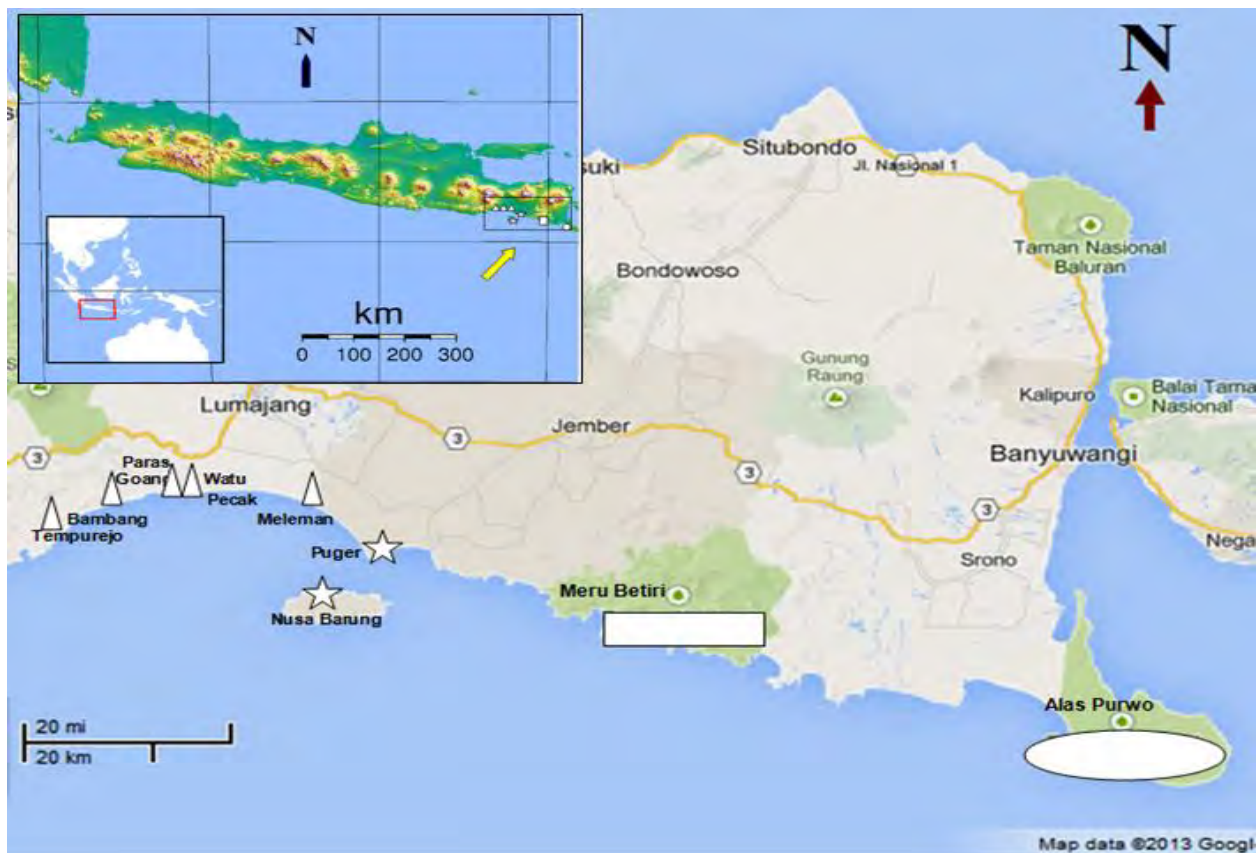 N
km
0 100 200 300
N
Situbondo
suki
Jl. Nasional 1
Taman Nasional
Baluran
Bondowoso
Gunung
Raung
Kalipuro
Balai Tama
Nasional
Lumajang
3
Jember
3
3
Banyuwangi
3
Paras
Goang
Watu
Pecak
Bambang
Tempurejo
Meleman
Nega
Srono
Puger
Meru Betiri
Nusa Barung
Alas Purwo
20 mi
20 km
Map data ©2013 Googl